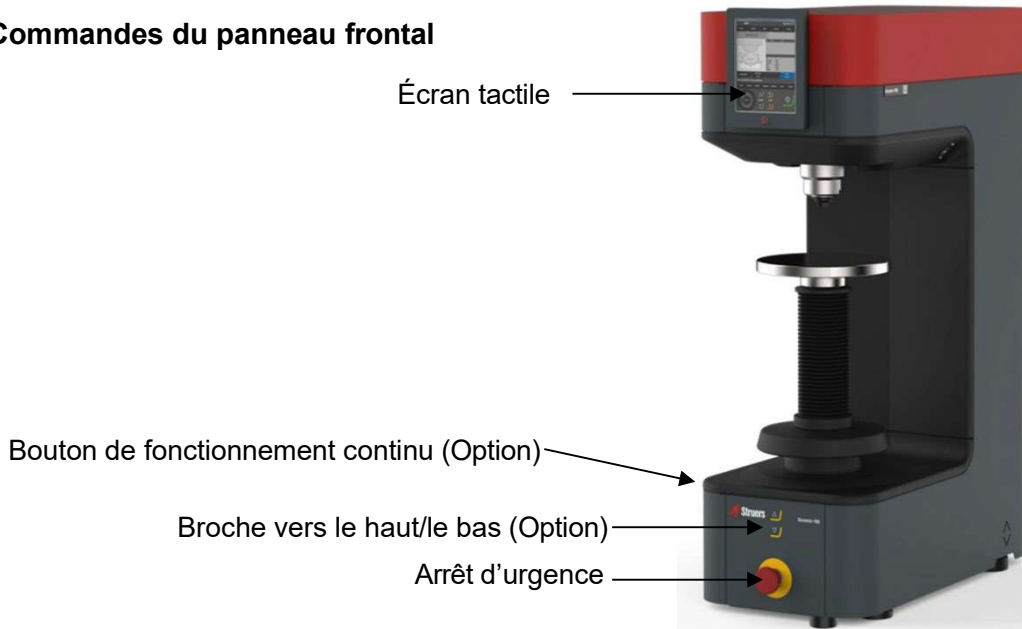 Commandes du panneau frontal
Écran tactile
Bouton de fonctionnement continu (Option)
Broche vers le haut/le bas (Option)
Arrêt d’urgence
Struers